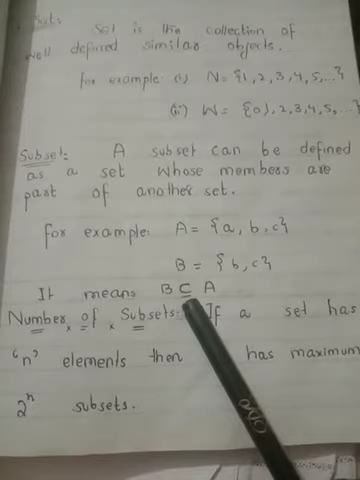 Set:
Set is the collection of
well defined similar objects.
for example: (i) N = {1, 2, 3, 4, 5, ...}
(ii) W = {0, 1, 2, 3, 4, 5, ...}
Subset: A subset can be defined
as a set whose members are
part of another set.
for example: A = {a, b, c}
B = {b, c}
It means B ⊆ A
Number of Subsets: If a set has
"n" elements then has maximum
2ⁿ subsets.